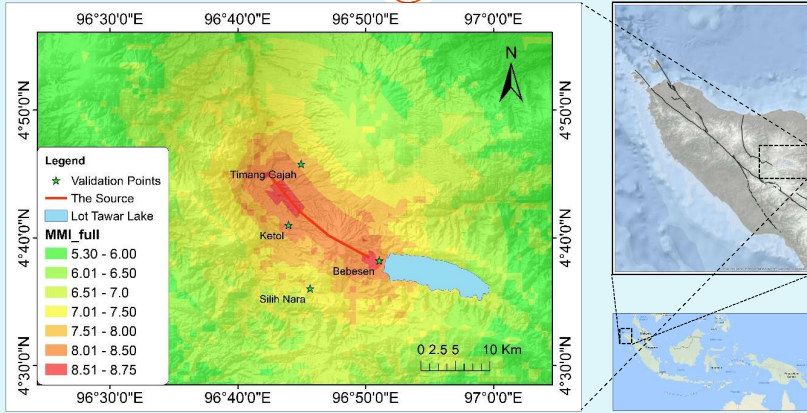 96°30'0"E 96°40'0"E 96°50'0"E 97°0'0"E
4°50'0"N
4°40'0"N
4°30'0"N
N
Legend
Validation Points
The Source
Lot Tawar Lake
MMI_full
5.30 - 6.00
6.01 - 6.50
6.51 - 7.0
7.01 - 7.50
7.51 - 8.00
8.01 - 8.50
8.51 - 8.75
Timang Gajah
Ketol
Bebesen
Silih Nara
0 2.5 5 10 Km
4°50'0"N
4°40'0"N
4°30'0"N
96°30'0"E 96°40'0"E 96°50'0"E 97°0'0"E